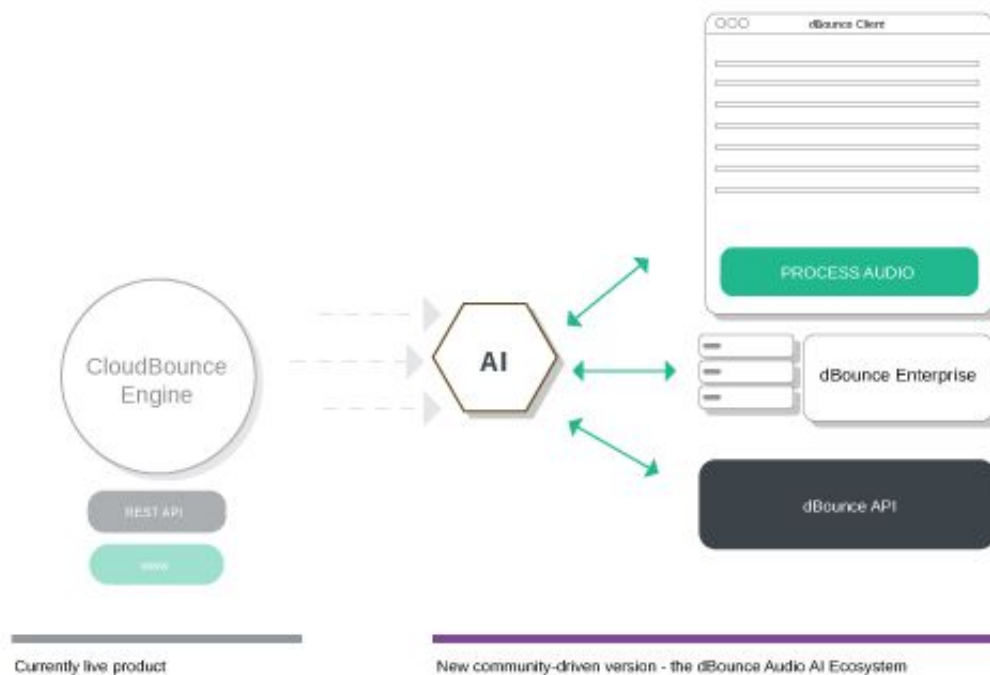 dBounce Client
PROCESS AUDIO
CloudBounce
Engine
AI
dBounce Enterprise
REST API
dBounce API
www
Currently live product
New community-driven version - the dBounce Audio AI Ecosystem